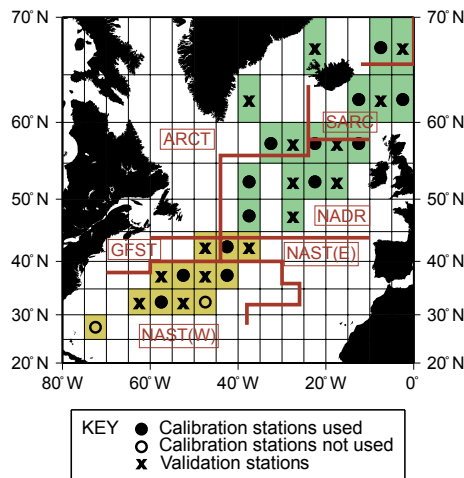 70° N
70° N
60° N
60° N
ARCT
SARC
50° N
50° N
NADR
GFST
NAST(E)
40° N
40° N
30° N
30° N
NAST(W)
20° N
20° N
80° W
60° W
40° W
20° W
0°
KEY
Calibration stations used
Calibration stations not used
x Validation stations